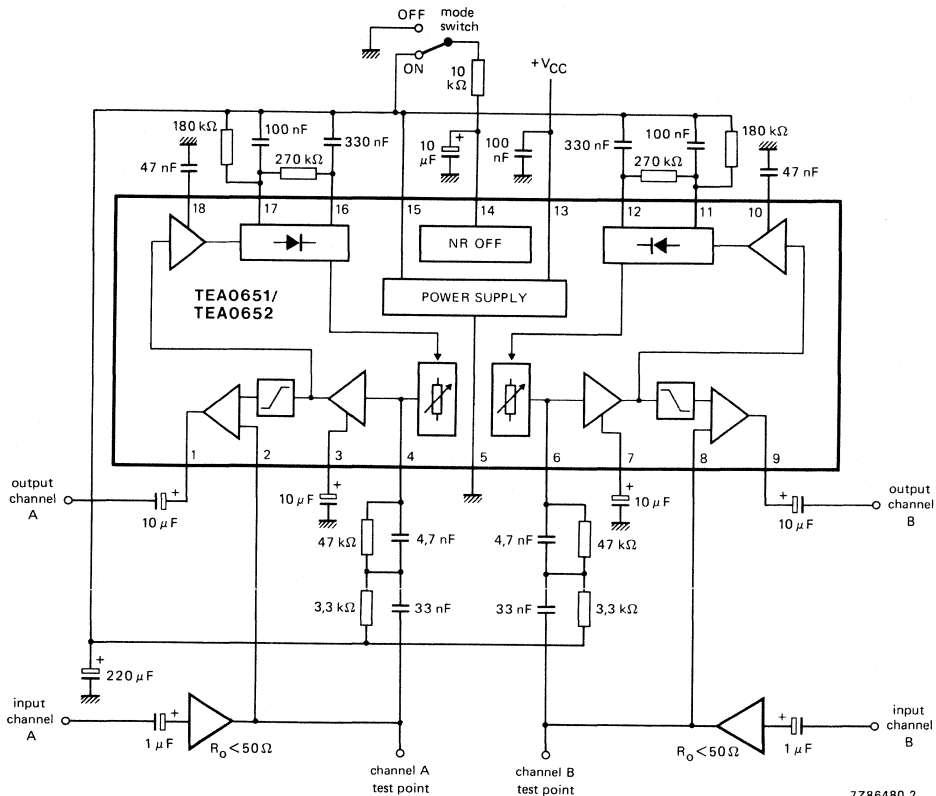 OFF
mode
switch
ON
10
kΩ
+VCC
180 kΩ
100 nF
330 nF
10
μF
+
100
nF
330 nF
100 nF
180 kΩ
47 nF
270 kΩ
270 kΩ
47 nF
18
17
16
15
14
13
12
11
10
NR OFF
TEA0651/
TEA0652
POWER SUPPLY
1
2
3
4
5
6
7
8
9
output
channel
A
+
10 μF
10 μF
+
47 kΩ
4,7 nF
4,7 nF
47 kΩ
+
10 μF
+
10 μF
output
channel
B
3,3 kΩ
33 nF
33 nF
3,3 kΩ
+
220 μF
input
channel
A
+
1 μF
Ro<50Ω
channel A
test point
channel B
test point
Ro<50Ω
+
1 μF
input
channel
B
7Z86480.2